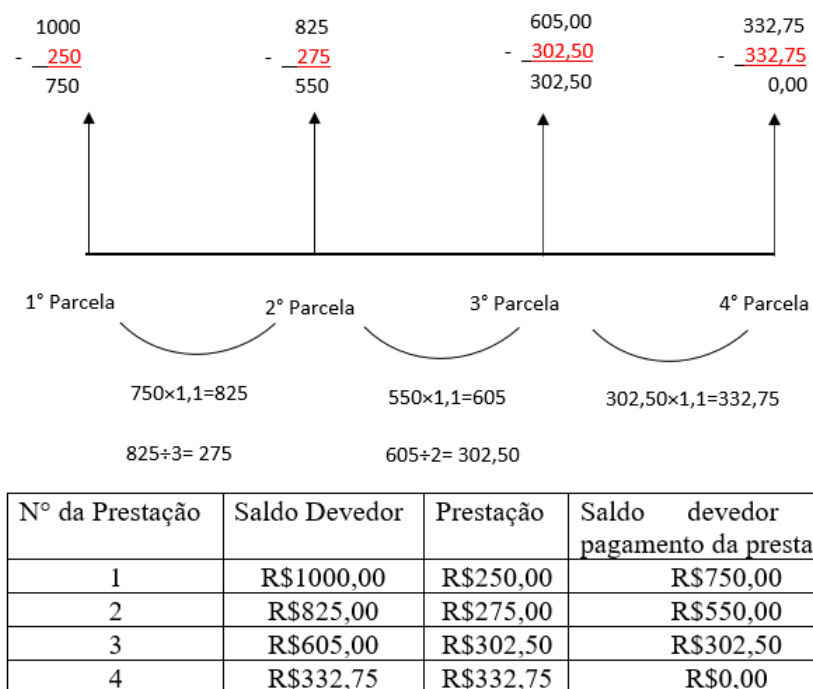 1000 825 605,00 332,75
- 250 - 275 - 302,50 - 332,75
750 550 302,50 0,00
1° Parcela 2° Parcela 3° Parcela 4° Parcela
750×1,1=825 550×1,1=605 302,50×1,1=332,75
825÷3= 275 605÷2= 302,50
N° da Prestação Saldo Devedor Prestação Saldo devedor
pagamento da presta
1 R$1000,00 R$250,00 R$750,00
2 R$825,00 R$275,00 R$550,00
3 R$605,00 R$302,50 R$302,50
4 R$332,75 R$332,75 R$0,00